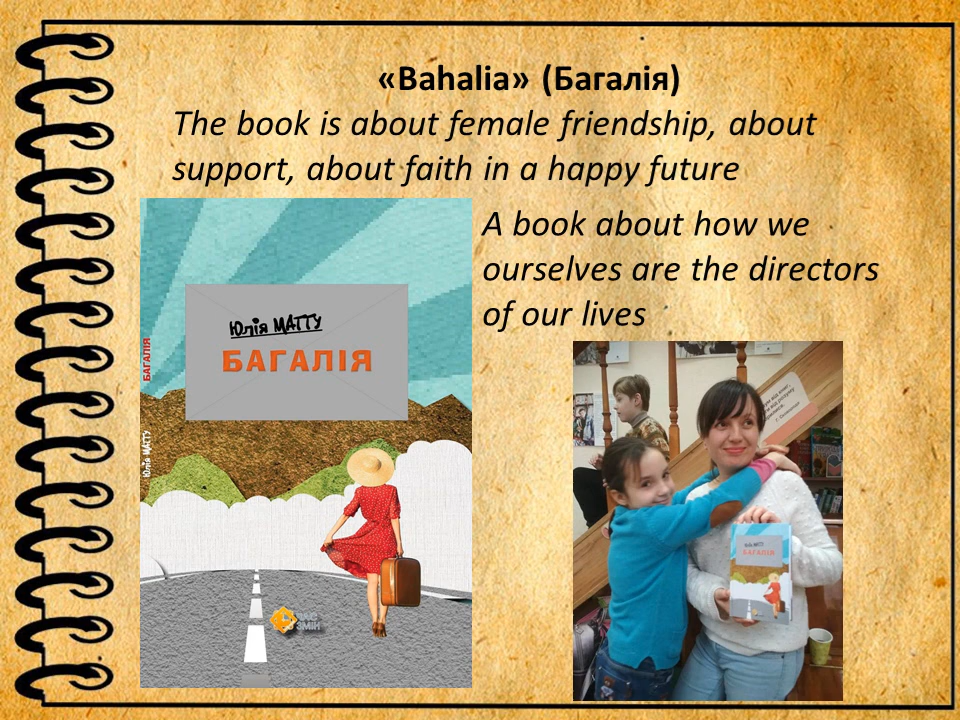 «Bahalia» (Багалія)
The book is about female friendship, about
support, about faith in a happy future
A book about how we
ourselves are the directors
of our lives
Юлія МАТТУ
БАГАЛІЯ
БАГАЛІЯ
Юлія МАТТУ
ЗМІН
Юлія МАТТУ
БАГАЛІЯ